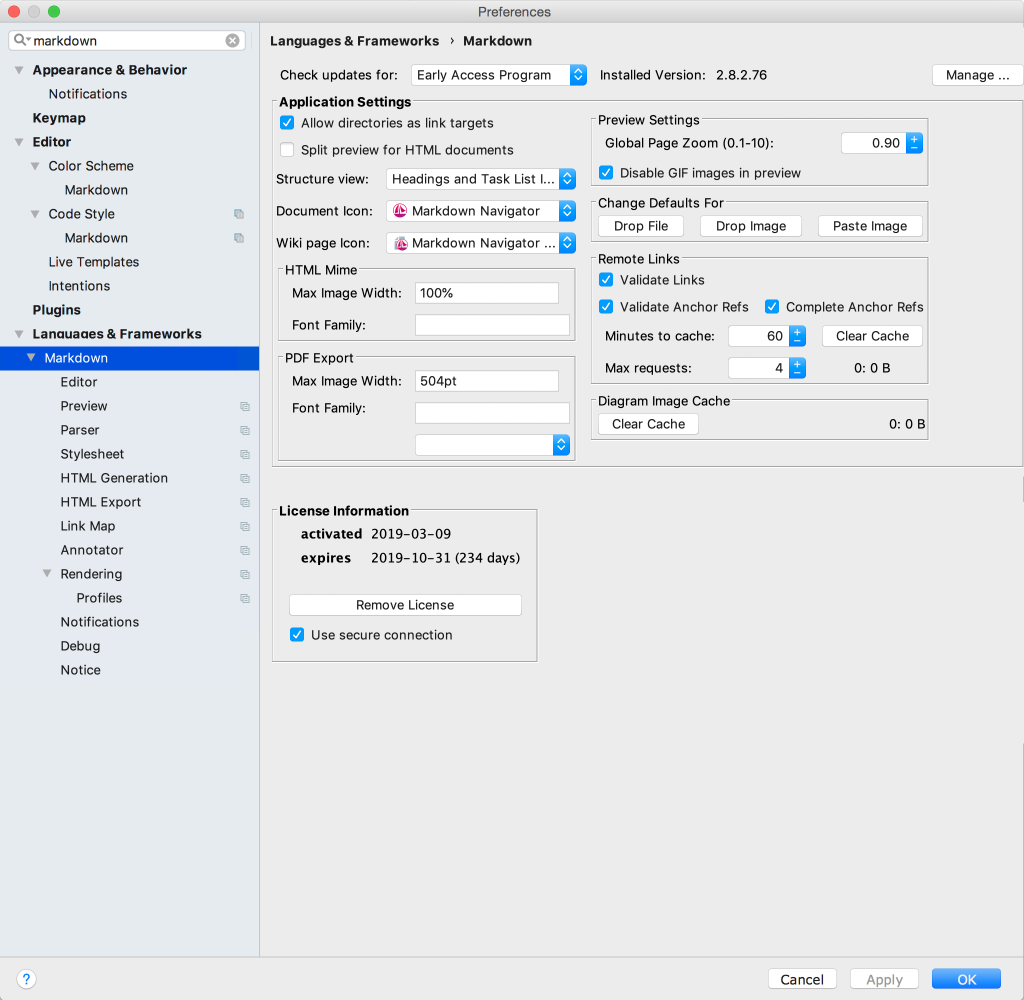 Preferences
markdown
Appearance & Behavior
Notifications
Keymap
Editor
Color Scheme
Markdown
Code Style
Markdown
Live Templates
Intentions
Plugins
Languages & Frameworks
Markdown
Editor
Preview
Parser
Stylesheet
HTML Generation
HTML Export
Link Map
Annotator
Rendering
Profiles
Notifications
Debug
Notice
Languages & Frameworks › Markdown
Check updates for: Early Access Program Installed Version: 2.8.2.76 Manage ...
Application Settings
Allow directories as link targets
Split preview for HTML documents
Structure view: Headings and Task List I...
Document Icon: Markdown Navigator
Wiki page Icon: Markdown Navigator ...
HTML Mime
Max Image Width: 100%
Font Family:
PDF Export
Max Image Width: 504pt
Font Family:
Preview Settings
Global Page Zoom (0.1-10): 0.90
Disable GIF images in preview
Change Defaults For
Drop File Drop Image Paste Image
Remote Links
Validate Links
Validate Anchor Refs Complete Anchor Refs
Minutes to cache: 60 Clear Cache
Max requests: 4 0: 0 B
Diagram Image Cache
Clear Cache 0: 0 B
License Information
activated 2019-03-09
expires 2019-10-31 (234 days)
Remove License
Use secure connection
? Cancel Apply OK